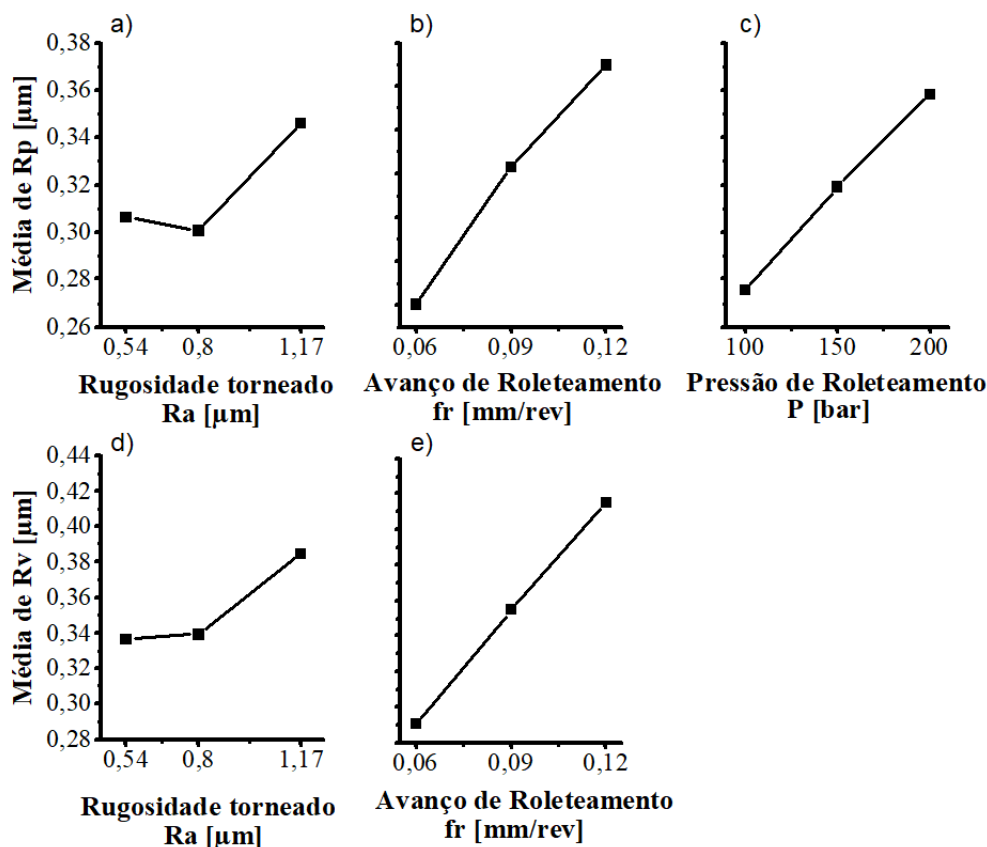 a)
b)
c)
Média de Rp [µm]
0,38
0,36
0,34
0,32
0,30
0,28
0,26
0,54 0,8 1,17
0,06 0,09 0,12
100 150 200
Rugosidade torneado
Ra [µm]
Avanço de Roleteamento
fr [mm/rev]
Pressão de Roleteamento
P [bar]
d)
e)
Média de Rv [µm]
0,44
0,42
0,40
0,38
0,36
0,34
0,32
0,30
0,28
0,54 0,8 1,17
0,06 0,09 0,12
Rugosidade torneado
Ra [µm]
Avanço de Roleteamento
fr [mm/rev]